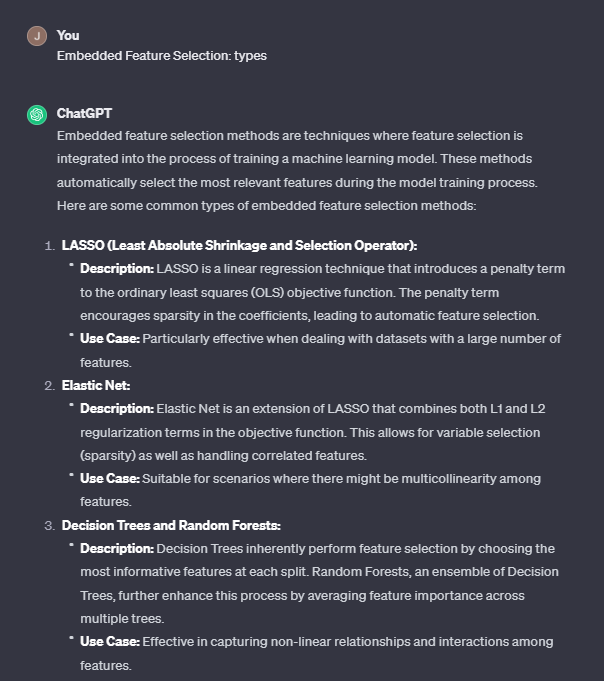 J You
Embedded Feature Selection: types
ChatGPT
Embedded feature selection methods are techniques where feature selection is
integrated into the process of training a machine learning model. These methods
automatically select the most relevant features during the model training process.
Here are some common types of embedded feature selection methods:
1. LASSO (Least Absolute Shrinkage and Selection Operator):
• Description: LASSO is a linear regression technique that introduces a penalty term
to the ordinary least squares (OLS) objective function. The penalty term
encourages sparsity in the coefficients, leading to automatic feature selection.
• Use Case: Particularly effective when dealing with datasets with a large number of
features.
2. Elastic Net:
• Description: Elastic Net is an extension of LASSO that combines both L1 and L2
regularization terms in the objective function. This allows for variable selection
(sparsity) as well as handling correlated features.
• Use Case: Suitable for scenarios where there might be multicollinearity among
features.
3. Decision Trees and Random Forests:
• Description: Decision Trees inherently perform feature selection by choosing the
most informative features at each split. Random Forests, an ensemble of Decision
Trees, further enhance this process by averaging feature importance across
multiple trees.
• Use Case: Effective in capturing non-linear relationships and interactions among
features.